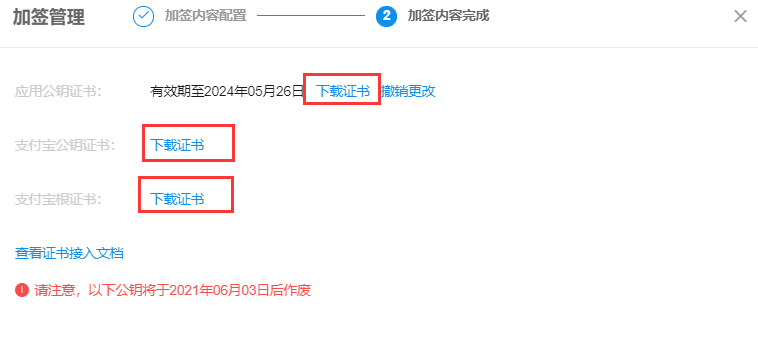 加签管理 加签内容配置 2 加签内容完成
应用公钥证书： 有效期至2024年05月26日 下载证书 撤销更改
支付宝公钥证书： 下载证书
支付宝根证书： 下载证书
查看证书接入文档
请注意，以下公钥将于2021年06月03日后作废